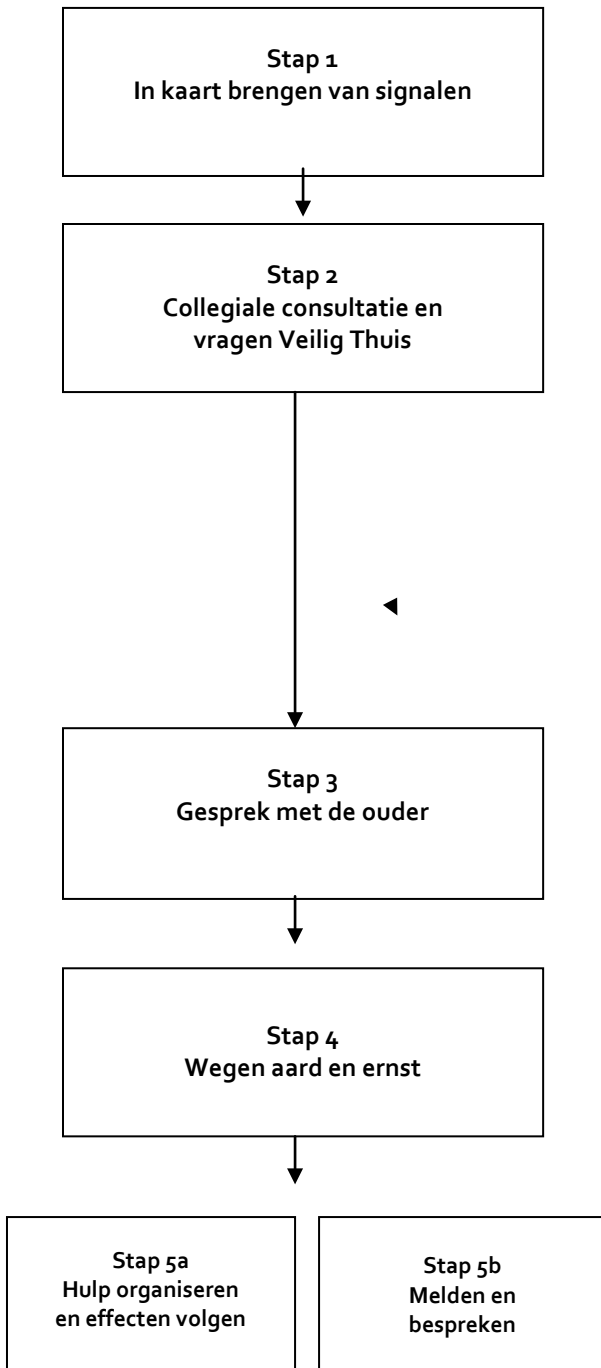 Stap 1
In kaart brengen van signalen
Stap 2
Collegiale consultatie en
vragen Veilig Thuis
Stap 3
Gesprek met de ouder
Stap 4
Wegen aard en ernst
Stap 5a
Hulp organiseren
en effecten volgen
Stap 5b
Melden en
bespreken